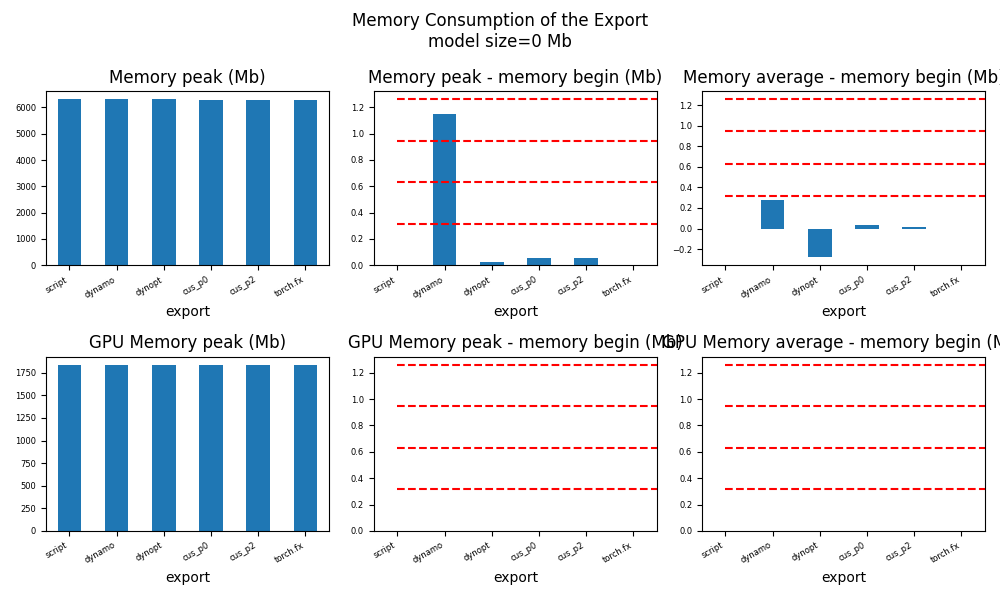 Memory Consumption of the Export
model size=0 Mb
Memory peak (Mb)
6000
5000
4000
3000
2000
1000
0
script
dynamo
dynopt
cus_p0
cus_p2
torch.fx
export
Memory peak - memory begin (Mb)
1.2
1.0
0.8
0.6
0.4
0.2
0.0
script
dynamo
dynopt
cus_p0
cus_p2
torch.fx
export
Memory average - memory begin (Mb)
1.2
1.0
0.8
0.6
0.4
0.2
0.0
−0.2
script
dynamo
dynopt
cus_p0
cus_p2
torch.fx
export
GPU Memory peak (Mb)
1750
1500
1250
1000
750
500
250
0
script
dynamo
dynopt
cus_p0
cus_p2
torch.fx
export
GPU Memory peak - memory begin (Mb)
1.2
1.0
0.8
0.6
0.4
0.2
0.0
script
dynamo
dynopt
cus_p0
cus_p2
torch.fx
export
GPU Memory average - memory begin (M
1.2
1.0
0.8
0.6
0.4
0.2
0.0
script
dynamo
dynopt
cus_p0
cus_p2
torch.fx
export